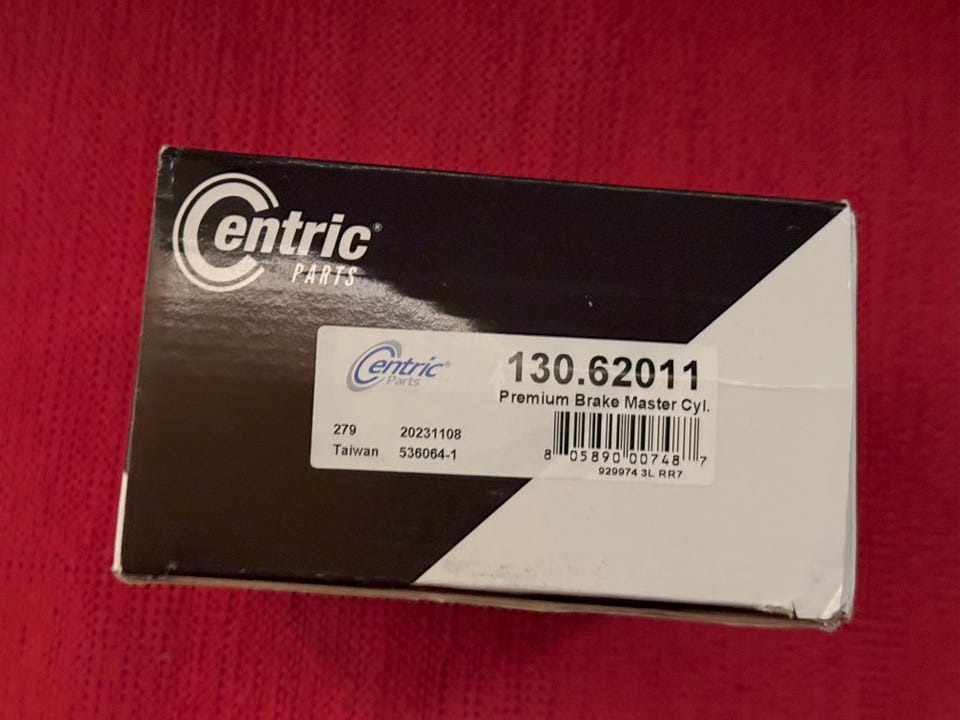 Centric®
PARTS
Centric®
Parts
130.62011
Premium Brake Master Cyl.
279 20231108
Taiwan 536064-1
8 05890 00748 7
929974 3L RR7